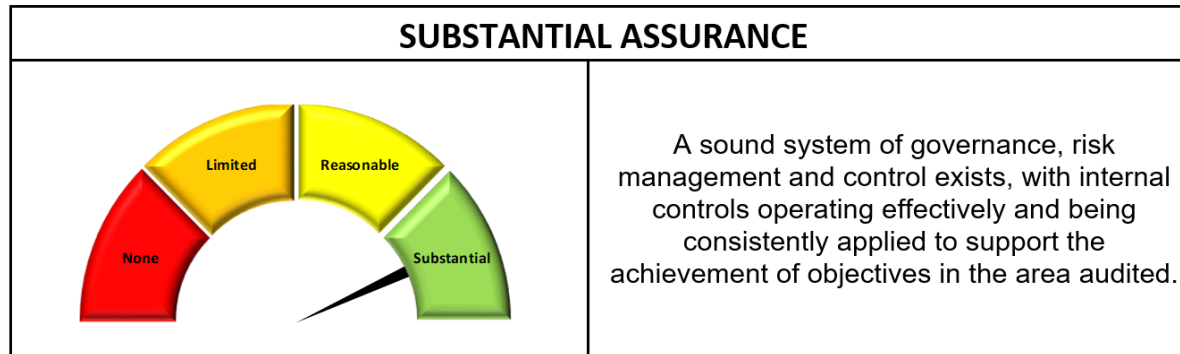 SUBSTANTIAL ASSURANCE
Limited
Reasonable
None
Substantial
A sound system of governance, risk
management and control exists, with internal
controls operating effectively and being
consistently applied to support the
achievement of objectives in the area audited.